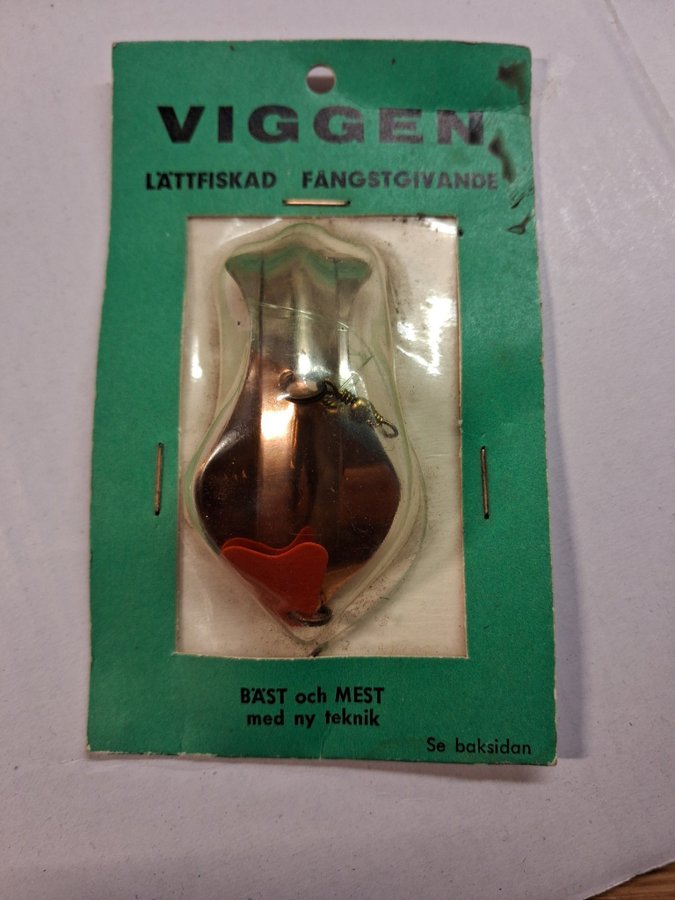 VIGGEN
LÄTTFISKAD FÅNGSTGIVANDE
BÄST och MEST
med ny teknik
Se baksidan